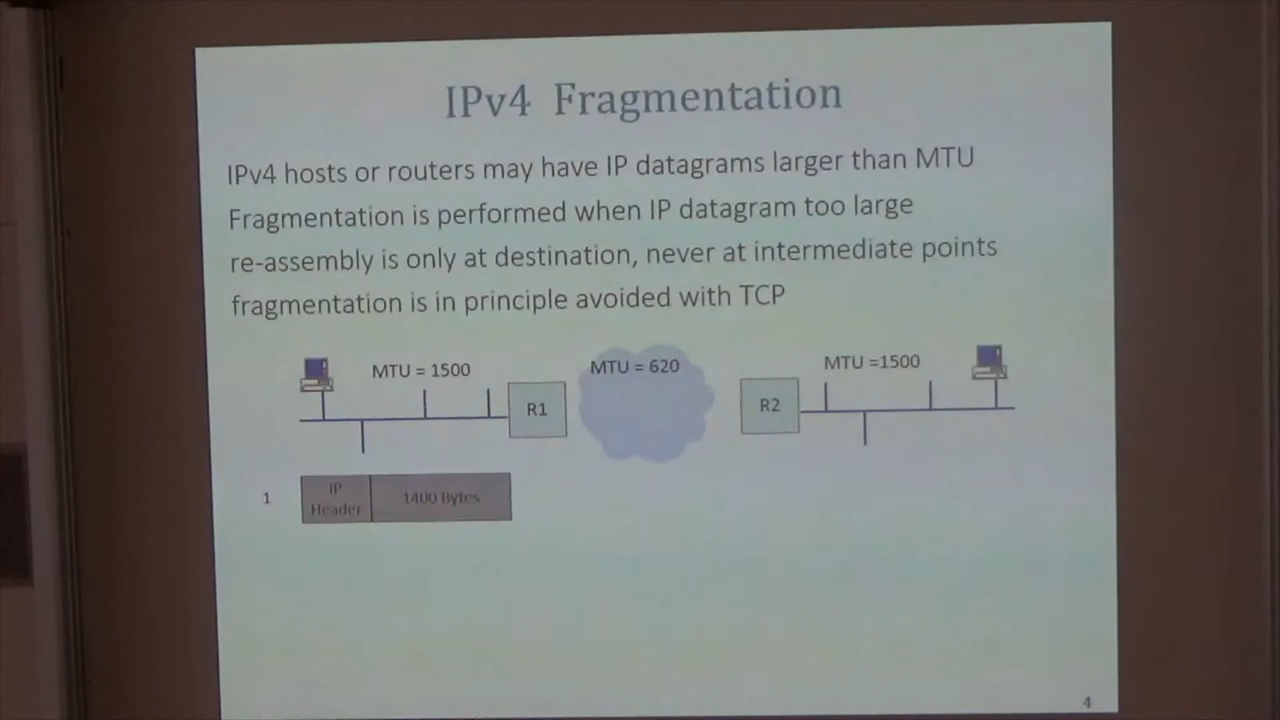 IPv4 Fragmentation
IPv4 hosts or routers may have IP datagrams larger than MTU
Fragmentation is performed when IP datagram too large
re-assembly is only at destination, never at intermediate points
fragmentation is in principle avoided with TCP
MTU = 1500
MTU = 620
MTU =1500
R1
R2
1
IP
Header
1400 Bytes
4